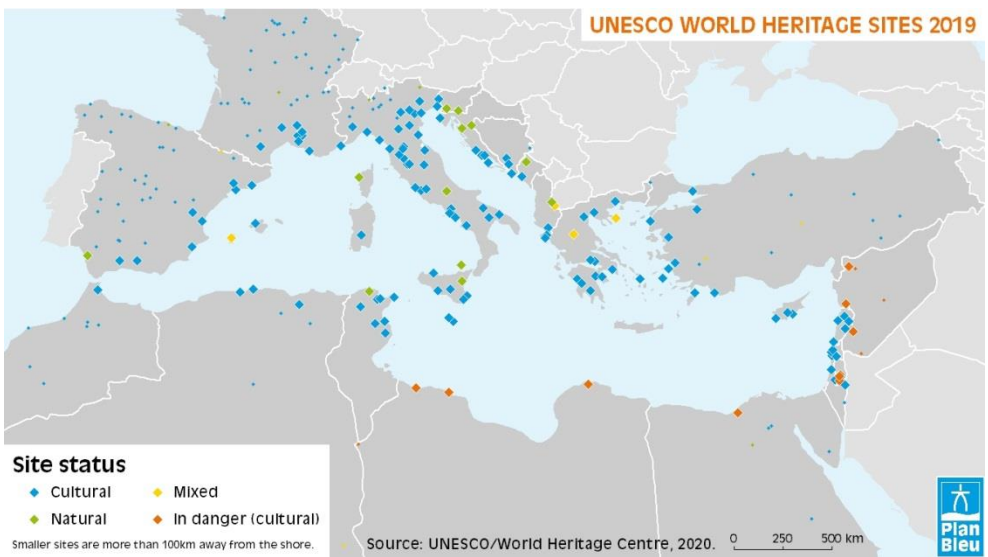 UNESCO WORLD HERITAGE SITES 2019
Site status
Cultural
Mixed
Natural
In danger (cultural)
Smaller sites are more than 100km away from the shore.
Source: UNESCO/World Heritage Centre, 2020.
0 250 500 km
Plan
Bleu